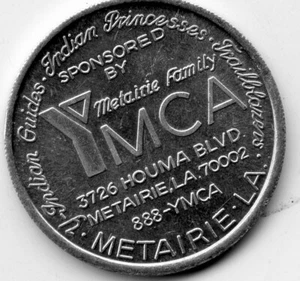 Y-Indian Guides·Indian Princesses·Trailblazers·
SPONSORED
BY
Metairie Family
YMCA
3726 HOUMA BLVD.
METAIRIE, LA. 70002
888-YMCA
METAIRIE, LA.